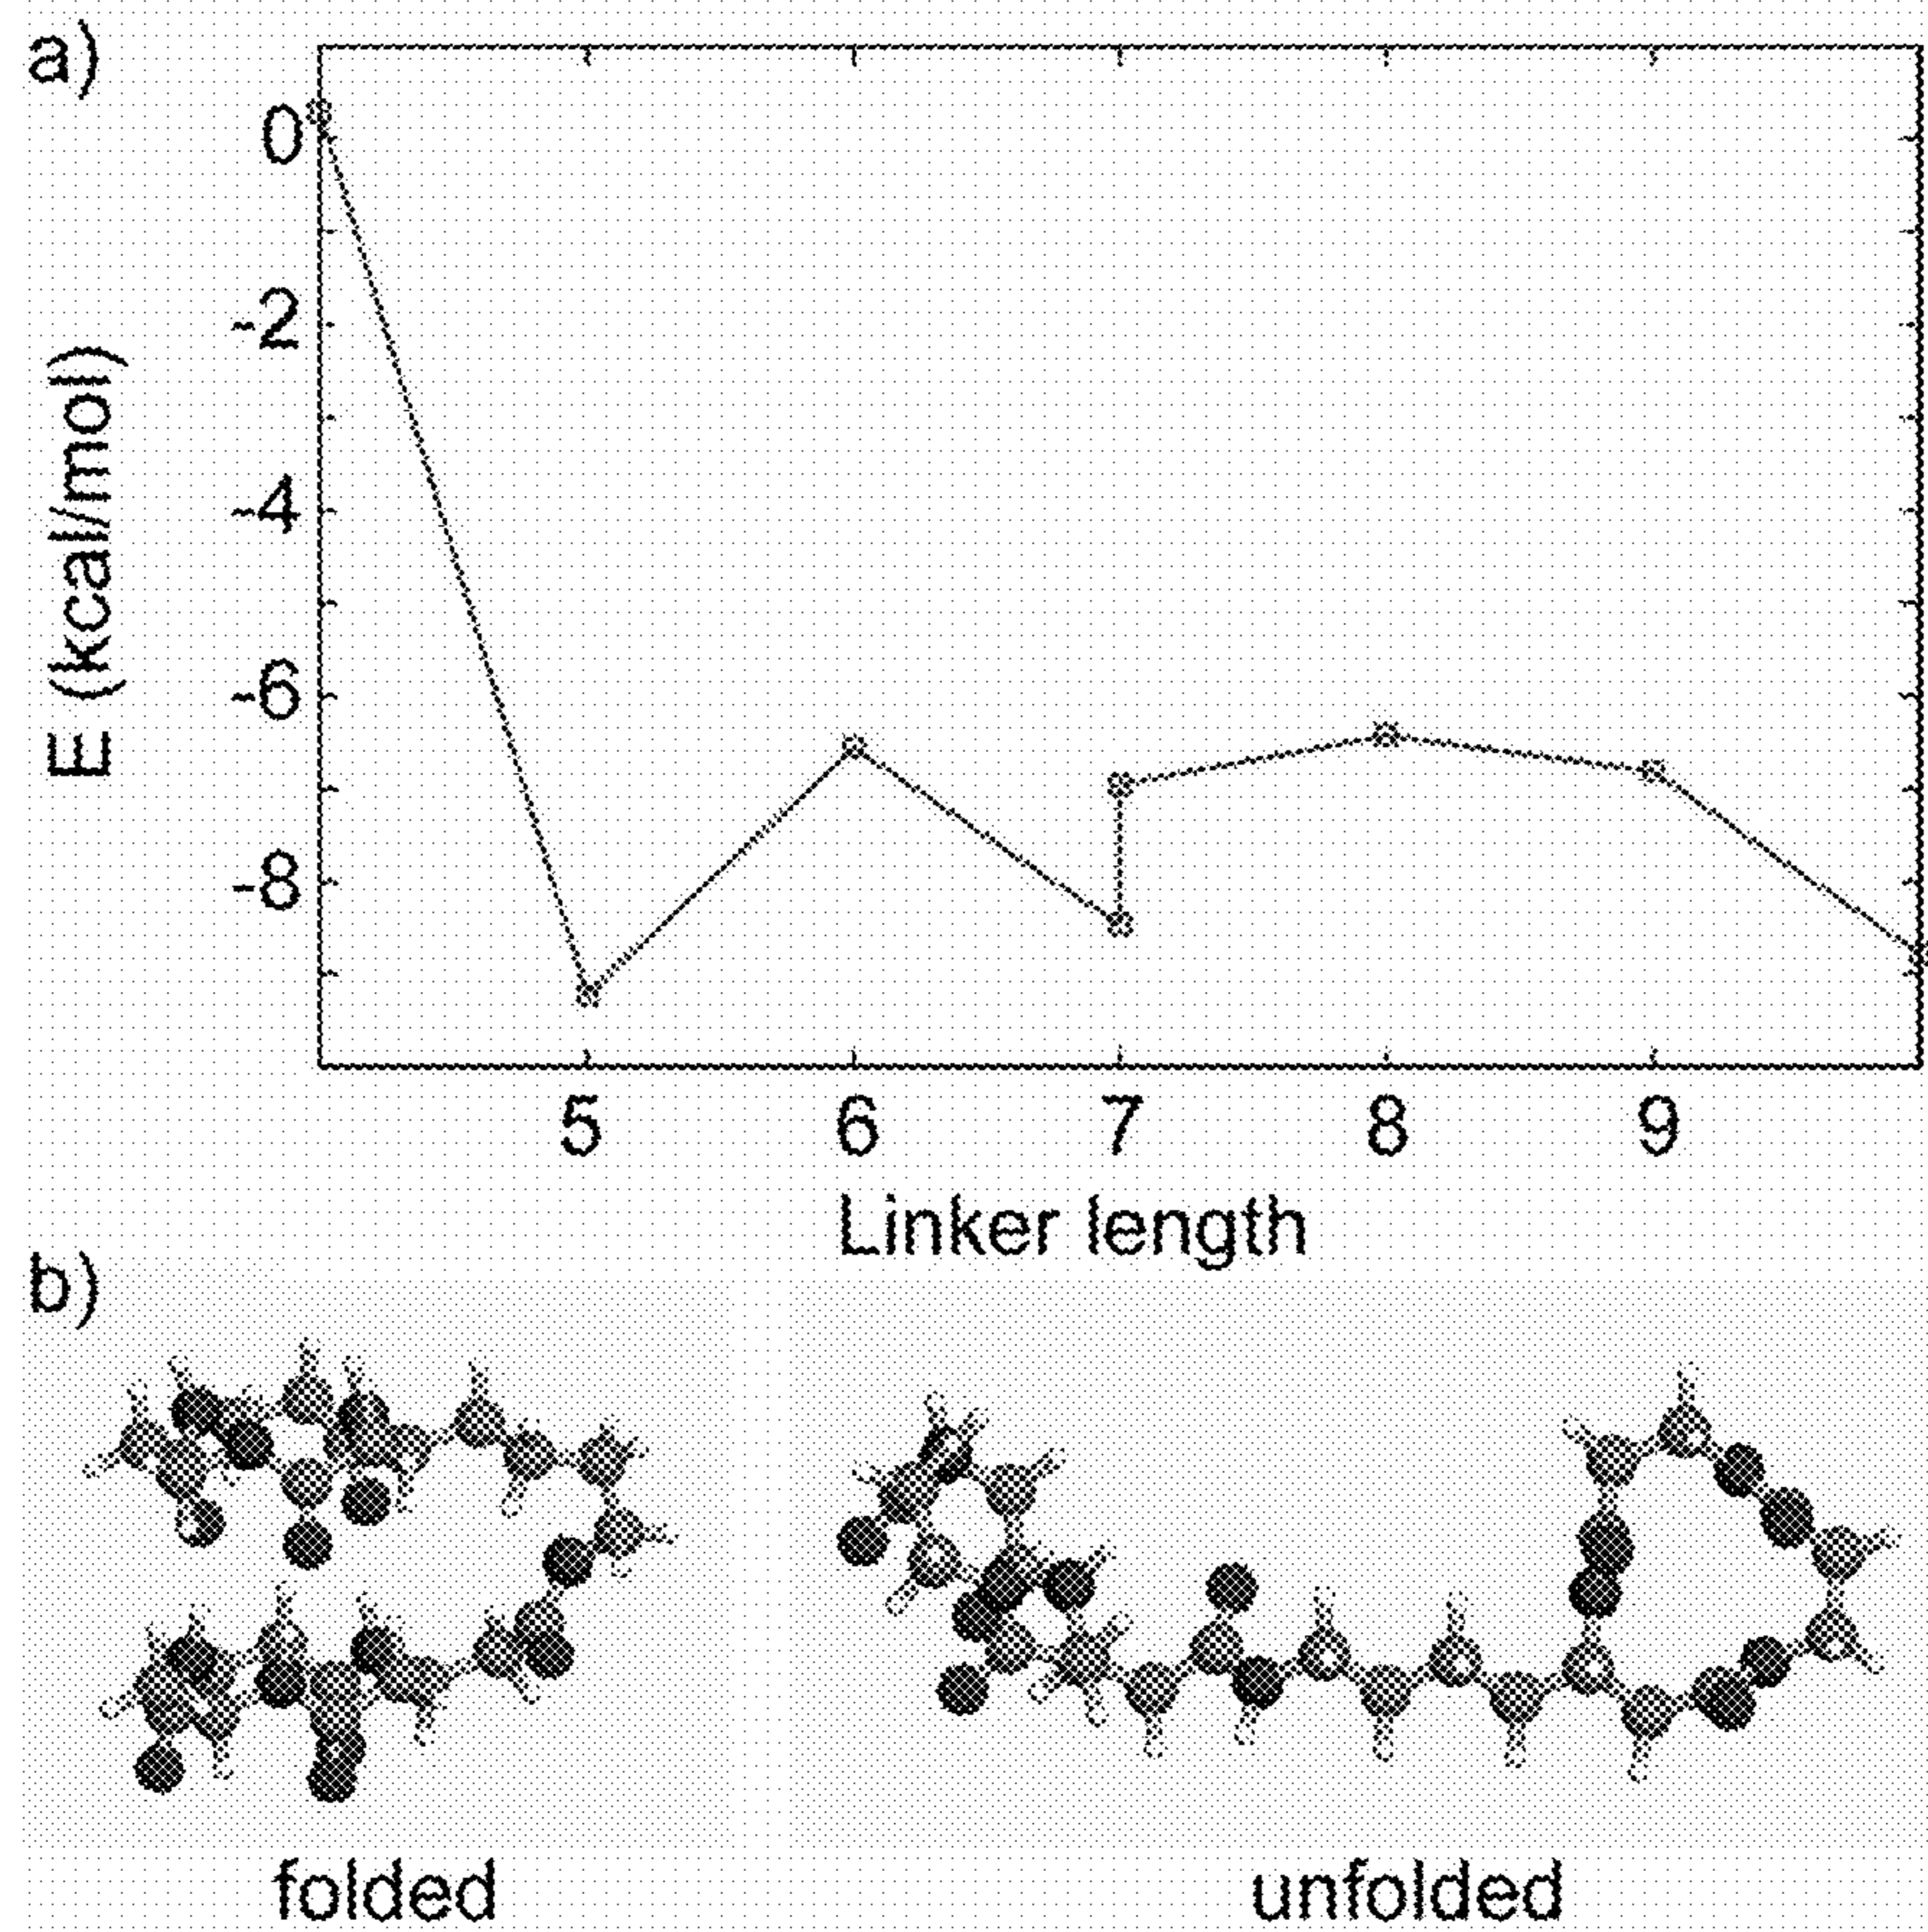 a)
0
-2
-4
-6
-8
E (kcal/mol)
5 6 7 8 9
Linker length
b)
folded unfolded